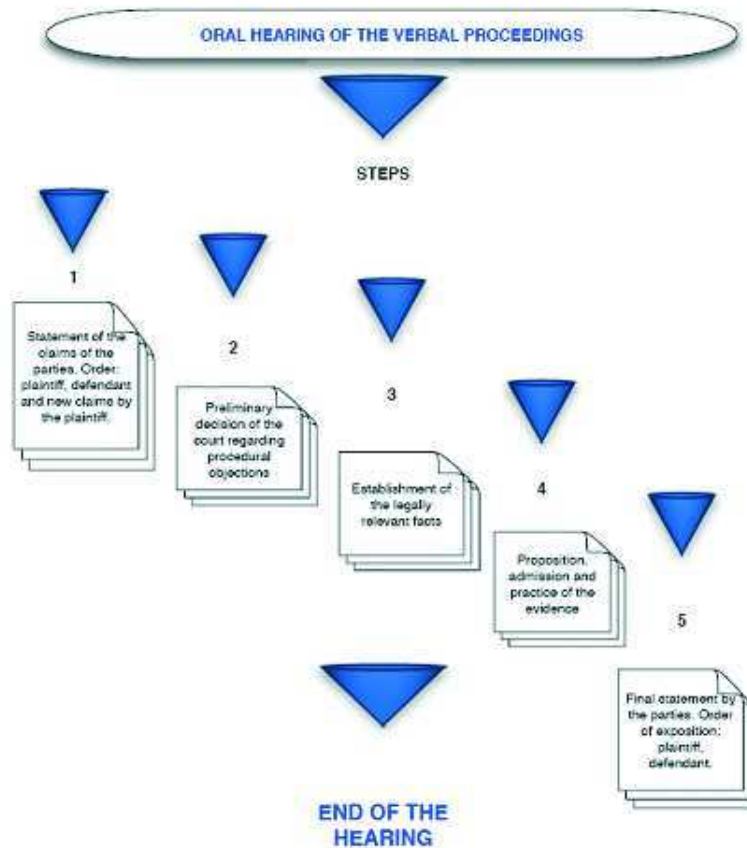 ORAL HEARING OF THE VERBAL PROCEEDINGS
STEPS
1
Statement of the
claims of the
parties. Order:
plaintiff, defendant
and new claims by
the plaintiff.
2
Preliminary
decision of the
court regarding
procedural
objections
3
Establishment of
the legally
relevant facts
4
Proposition,
admission and
practice of the
evidence
5
Final statement by
the parties. Order
of exposition:
plaintiff,
defendant.
END OF THE
HEARING